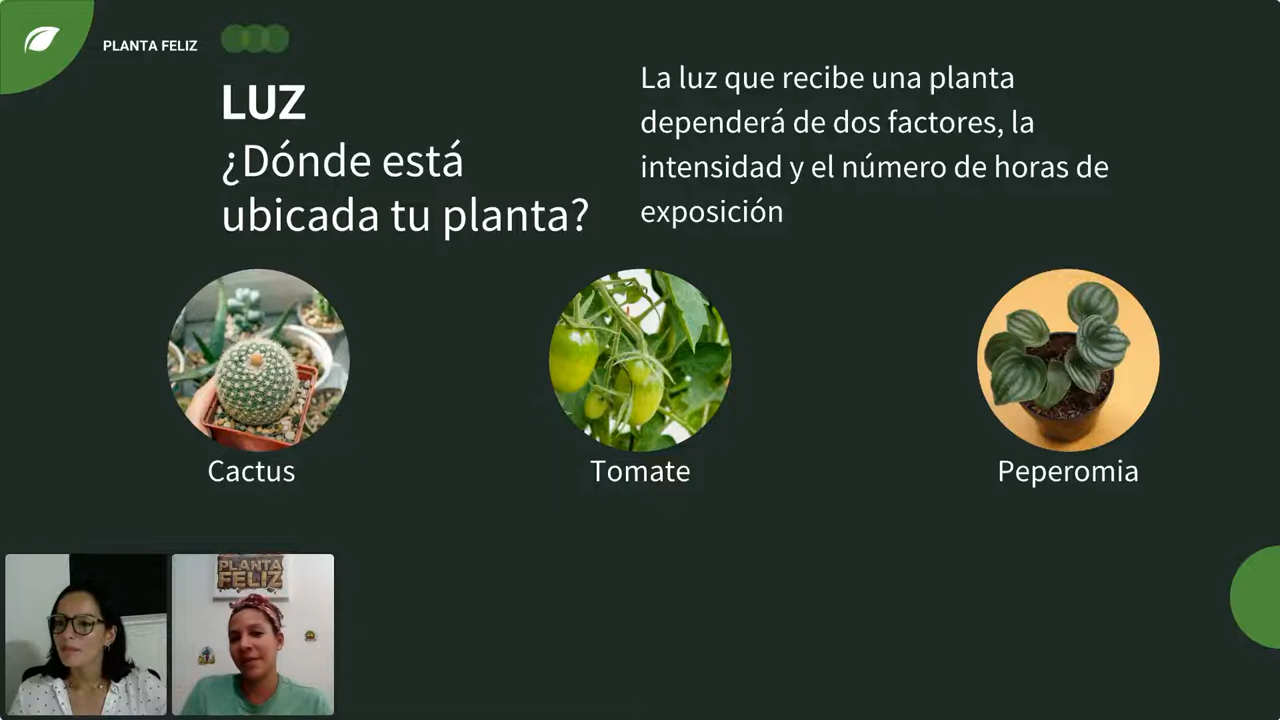 PLANTA FELIZ
LUZ
¿Dónde está
ubicada tu planta?
La luz que recibe una planta
dependerá de dos factores, la
intensidad y el número de horas de
exposición
Cactus
Tomate
Peperomia
PLANTA
FELIZ